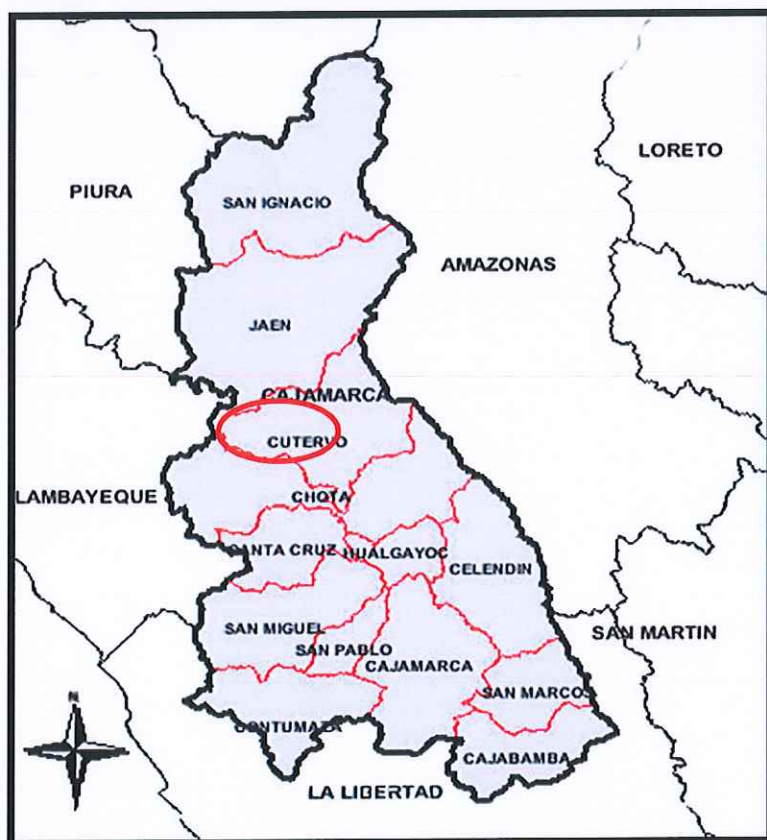 LORETO
PIURA
SAN IGNACIO
AMAZONAS
JAEN
CAJAMARCA
CUTERVO
LAMBAYEQUE
CHOTA
SANTA CRUZ
HUALGAYOC
CELENDIN
SAN MIGUEL
SAN MARTIN
SAN PABLO
CAJAMARCA
SAN MARCOS
N
CONTUMAZA
CAJABAMBA
LA LIBERTAD